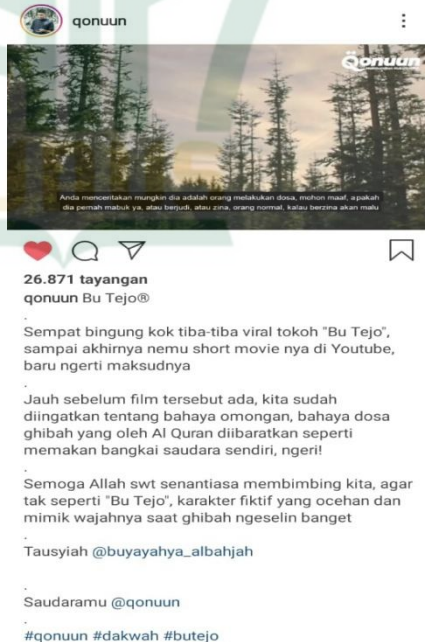 qonuun
Qonuun
Anda menceritakan mungkin dia adalah orang melakukan dosa, mohon maaf, apakah
dia pernah mabuk ya, atau berjudi, atau zina, orang normal, kalau berzina akan malu
26.871 tayangan
qonuun Bu Tejo®
.
Sempat bingung kok tiba-tiba viral tokoh "Bu Tejo",
sampai akhirnya nemu short movie nya di Youtube,
baru ngerti maksudnya
.
Jauh sebelum film tersebut ada, kita sudah
diingatkan tentang bahaya omongan, bahaya dosa
ghibah yang oleh Al Quran diibaratkan seperti
memakan bangkai saudara sendiri, ngeri!
.
Semoga Allah swt senantiasa membimbing kita, agar
tak seperti "Bu Tejo", karakter fiktif yang ocehan dan
mimik wajahnya saat ghibah ngeselin banget
.
Tausyiah @buyayahya_albahjah
.
Saudaramu @qonuun
.
#qonuun #dakwah #butejo